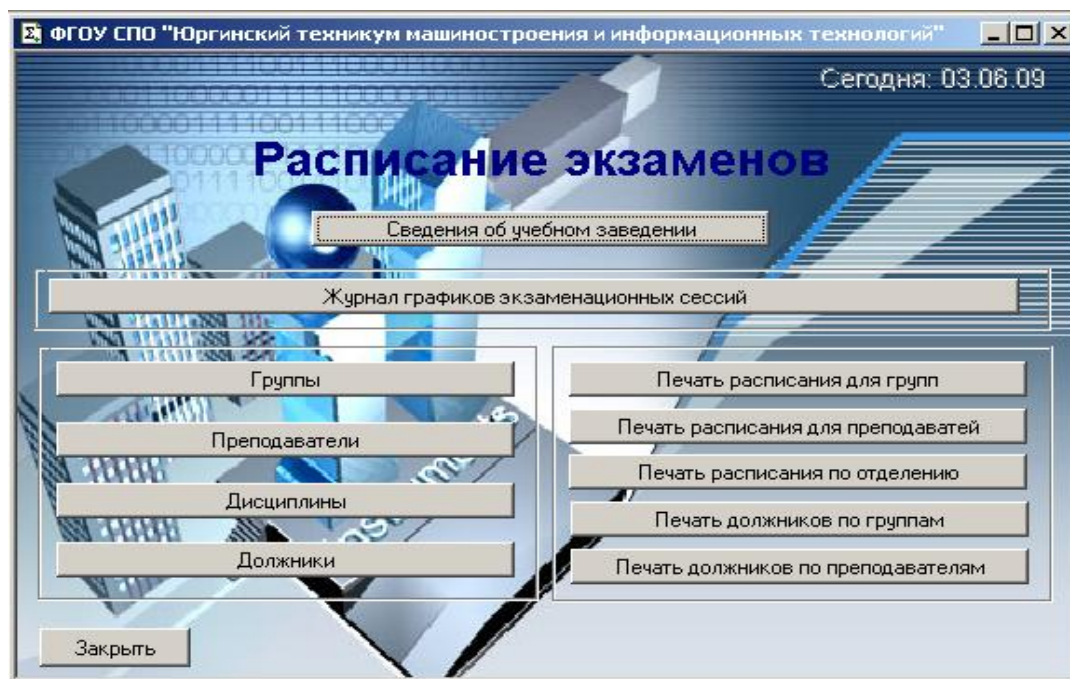 ФГОУ СПО "Юргинский техникум машиностроения и информационных технологий"
Сегодня: 03.06.09
Расписание экзаменов
Сведения об учебном заведении
Журнал графиков экзаменационных сессий
Группы
Преподаватели
Дисциплины
Должники
Печать расписания для групп
Печать расписания для преподаватей
Печать расписания по отделению
Печать должников по группам
Печать должников по преподавателям
Закрыть